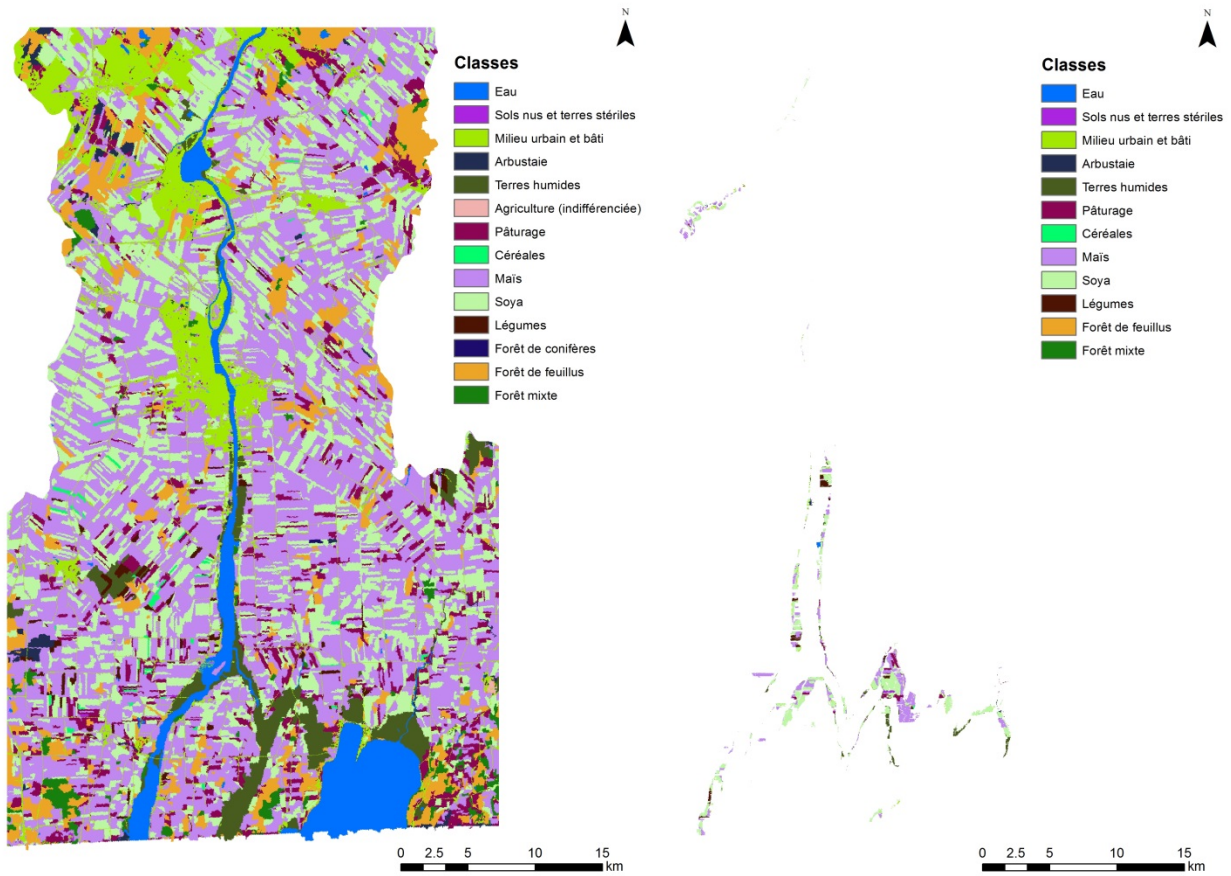 N
Classes
Eau
Sols nus et terres stériles
Milieu urbain et bâti
Arbustaie
Terres humides
Agriculture (indifférenciée)
Pâturage
Céréales
Maïs
Soya
Légumes
Forêt de conifères
Forêt de feuillus
Forêt mixte
0 2.5 5 10 15
km
N
Classes
Eau
Sols nus et terres stériles
Milieu urbain et bâti
Arbustaie
Terres humides
Pâturage
Céréales
Maïs
Soya
Légumes
Forêt de feuillus
Forêt mixte
0 2.5 5 10 15
km